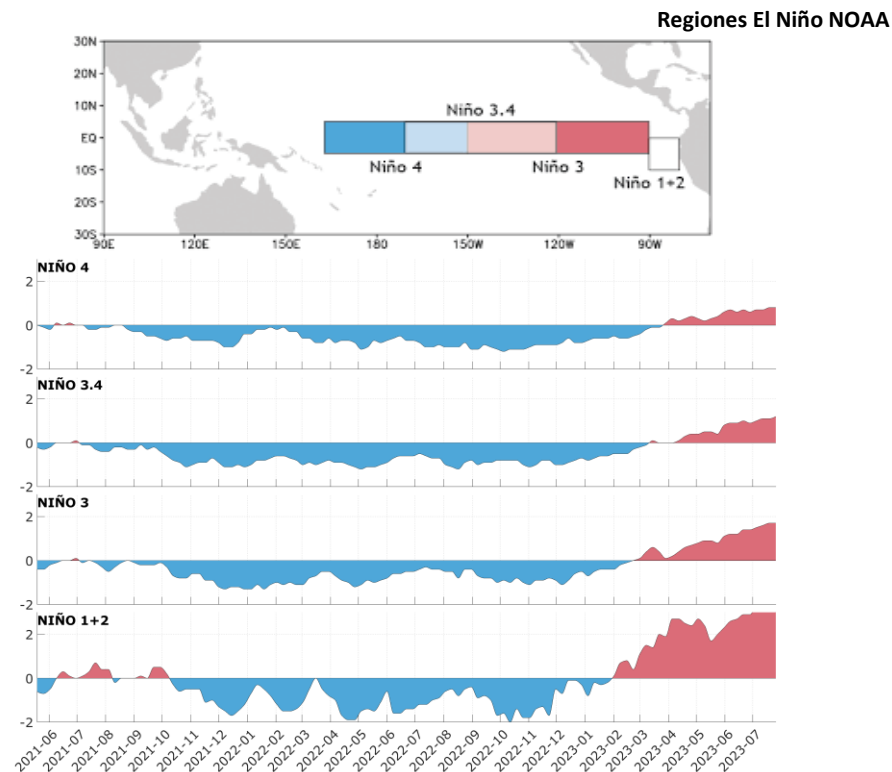 Regiones El Niño NOAA
30N
20N
10N
EQ
10S
20S
30S
Niño 3.4
Niño 4
Niño 3
Niño 1+2
90E 120E 150E 180 150W 120W 90W
NIÑO 4
2
0
-2
NIÑO 3.4
2
0
-2
NIÑO 3
2
0
-2
NIÑO 1+2
2
0
-2
2021-06 2021-07 2021-08 2021-09 2021-10 2021-11 2021-12 2022-01 2022-02 2022-03 2022-04 2022-05 2022-06 2022-07 2022-08 2022-09 2022-10 2022-11 2022-12 2023-01 2023-02 2023-03 2023-04 2023-05 2023-06 2023-07